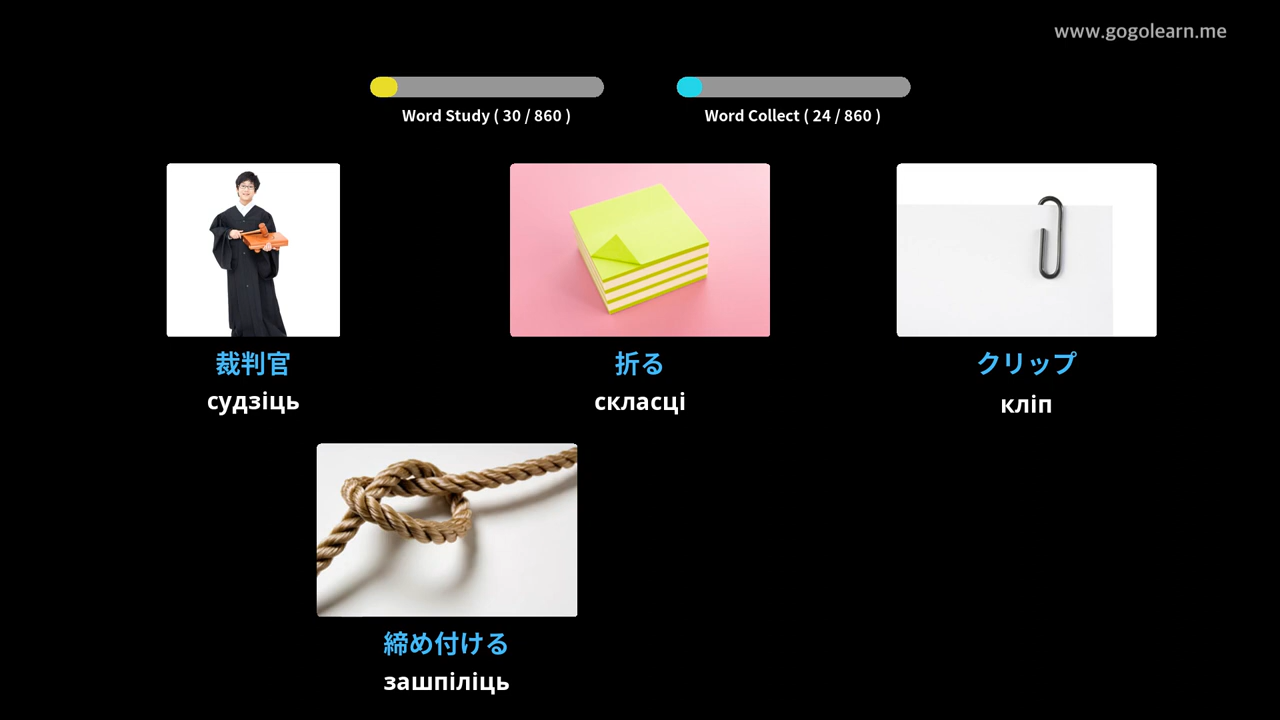 www.gogolearn.me
Word Study ( 30 / 860 )
Word Collect ( 24 / 860 )
裁判官
судзіць
折る
скласці
クリップ
кліп
締め付ける
зашпіліць